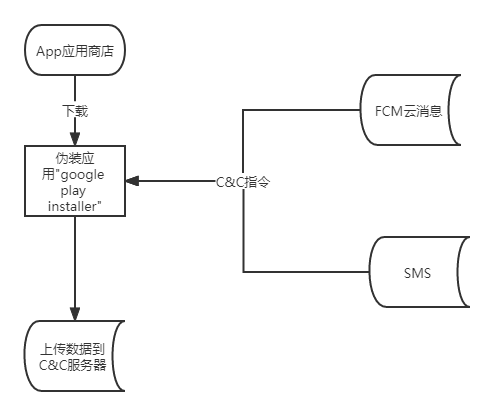 App应用商店
下载
FCM云消息
伪装应
用"google
play
installer"
C&C指令
SMS
上传数据到
C&C服务器